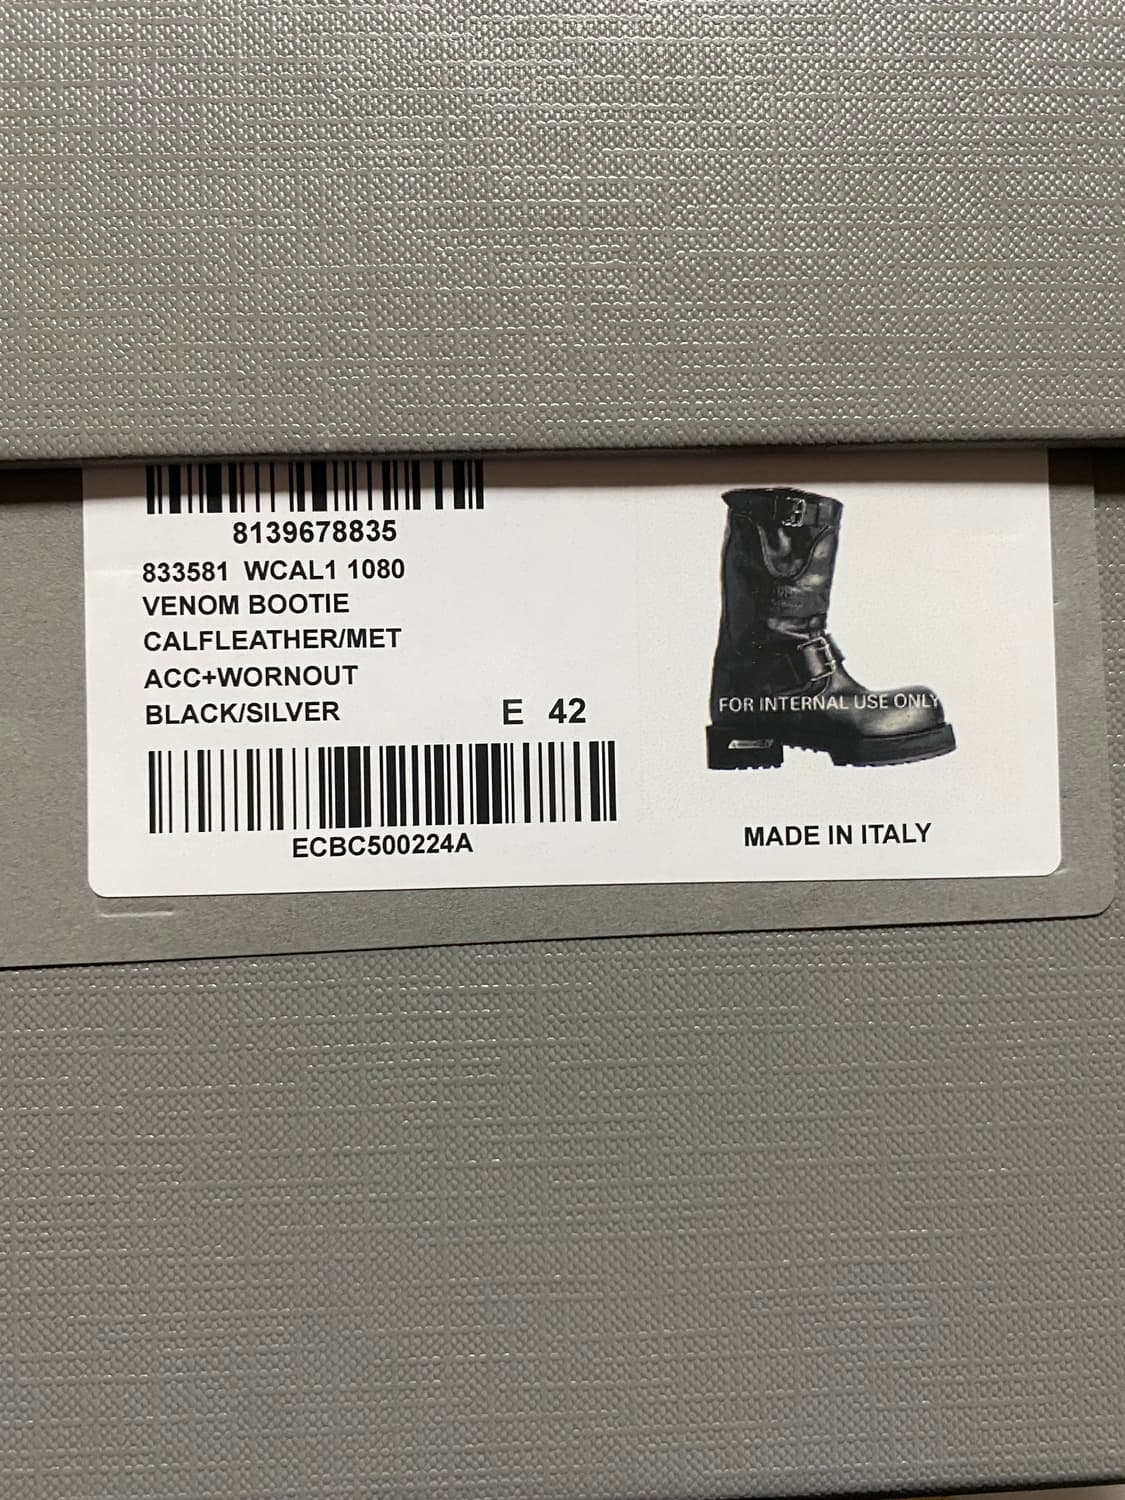 8139678835
833581 WCAL1 1080
VENOM BOOTIE
CALFLEATHER/MET
ACC+WORNOUT
BLACK/SILVER E 42
ECBC500224A
FOR INTERNAL USE ONLY
MADE IN ITALY